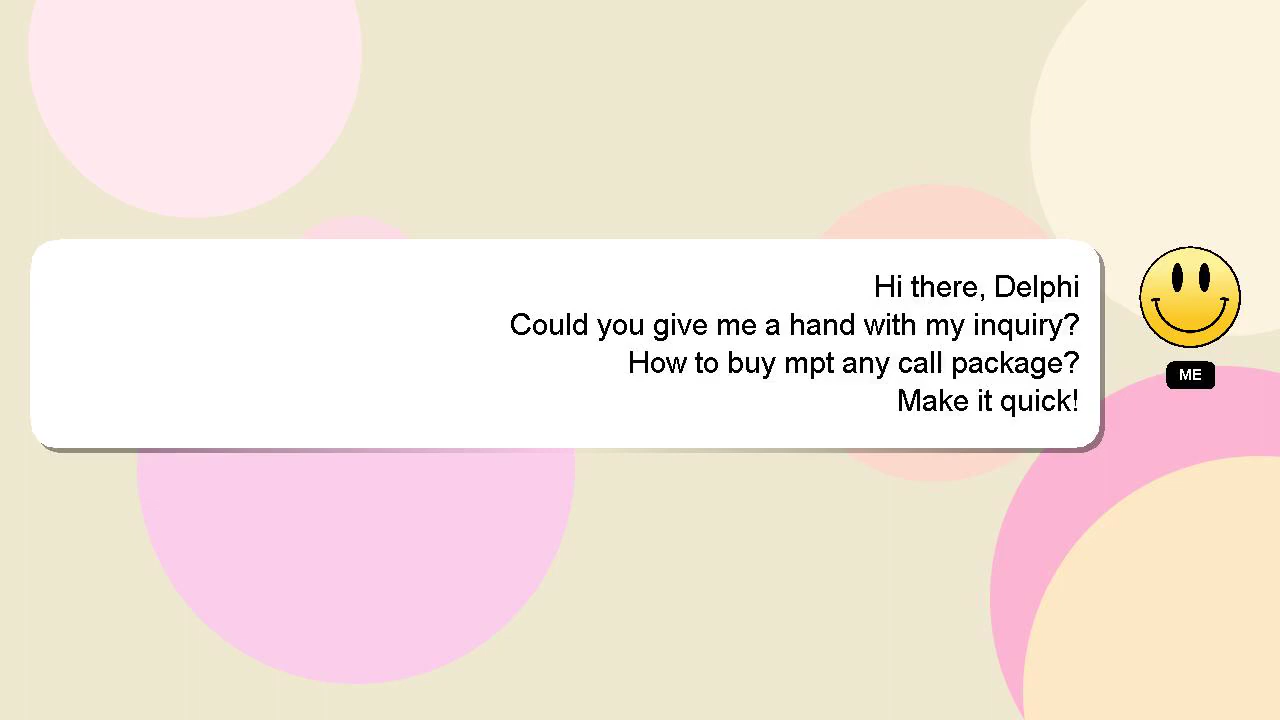 Hi there, Delphi
Could you give me a hand with my inquiry?
How to buy mpt any call package?
Make it quick!
ME